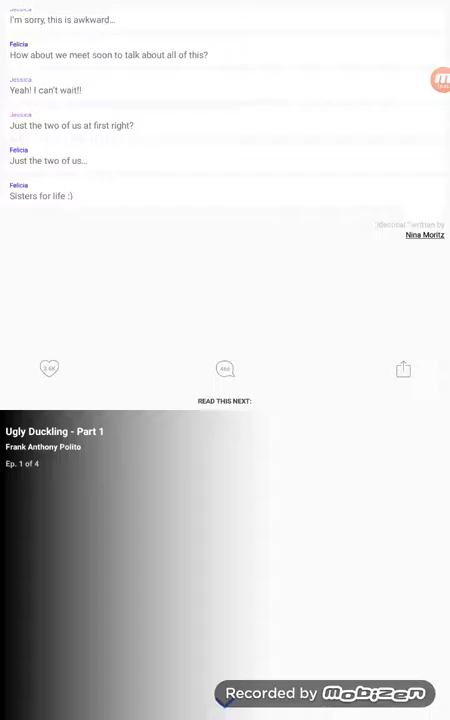 Jessica
I'm sorry, this is awkward...
Felicia
How about we meet soon to talk about all of this?
Jessica
Yeah! I can't wait!!
Jessica
Just the two of us at first right?
Felicia
Just the two of us...
Felicia
Sisters for life :)
written by
Nina Moritz
3.6K
466
READ THIS NEXT:
Ugly Duckling - Part 1
Frank Anthony Polito
Ep. 1 of 4
Recorded by MOBIZEN